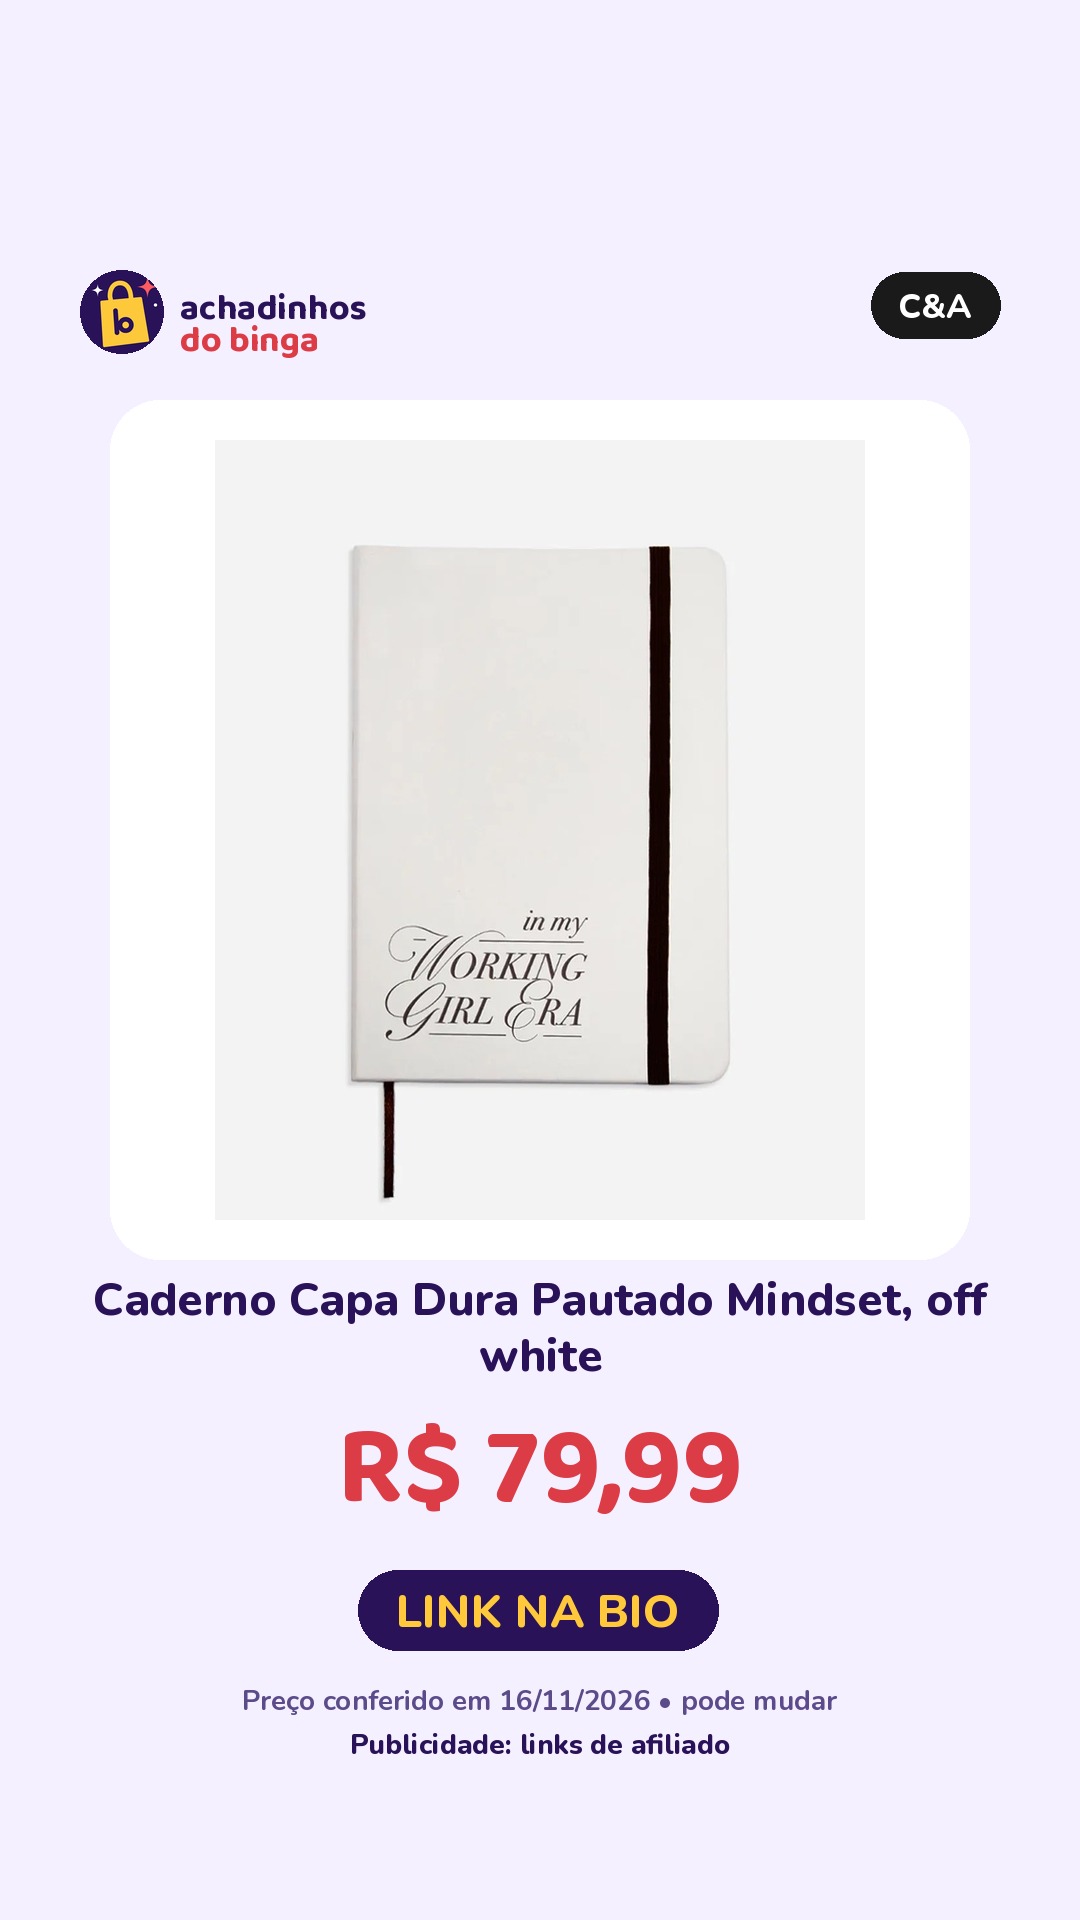 b
achadinhos
do binga
C&A
in my
WORKING
GIRL ERA
Caderno Capa Dura Pautado Mindset, off
white
R$ 79,99
LINK NA BIO
Preço conferido em 16/11/2026 • pode mudar
Publicidade: links de afiliado